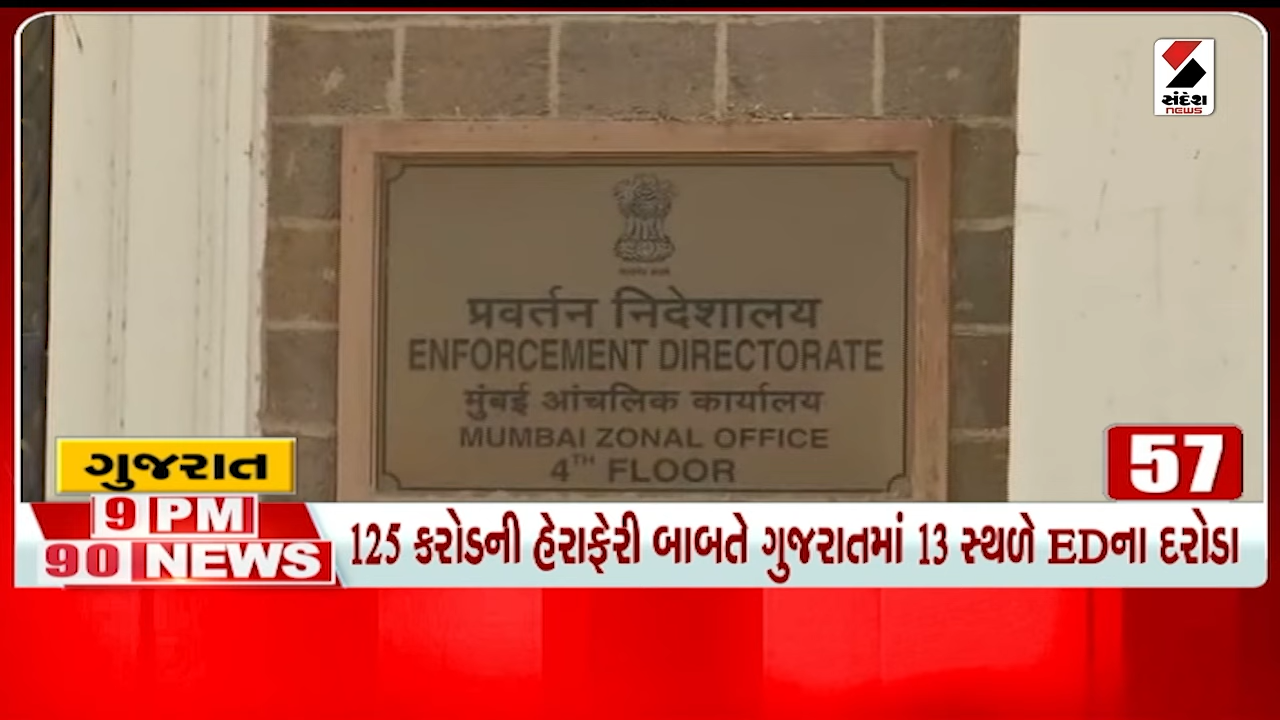 સંદેશ
NEWS
प्रवर्तन निदेशालय
ENFORCEMENT DIRECTORATE
मुंबई आंचलिक कार्यालय
MUMBAI ZONAL OFFICE
4TH FLOOR
ગુજરાત
57
9 PM
90 NEWS
125 કરોડની હેરાફેરી બાબતે ગુજરાતમાં 13 સ્થળે EDના દરોડા